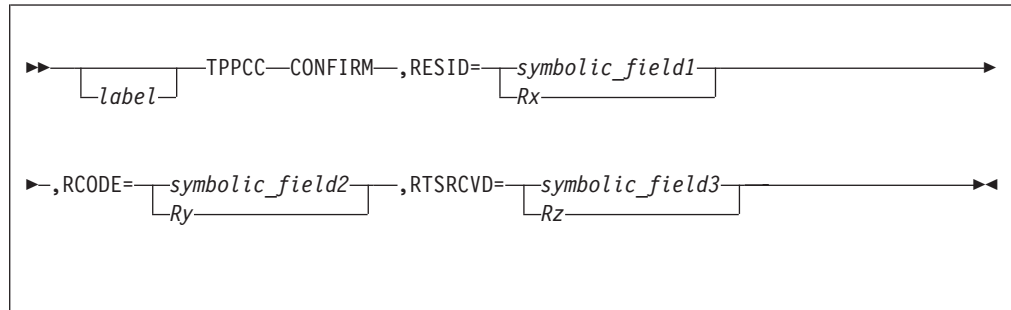 TPPCC CONFIRM ,RESID= symbolic_field1
label Rx
,RCODE= symbolic_field2 ,RTSRCVD= symbolic_field3
Ry Rz